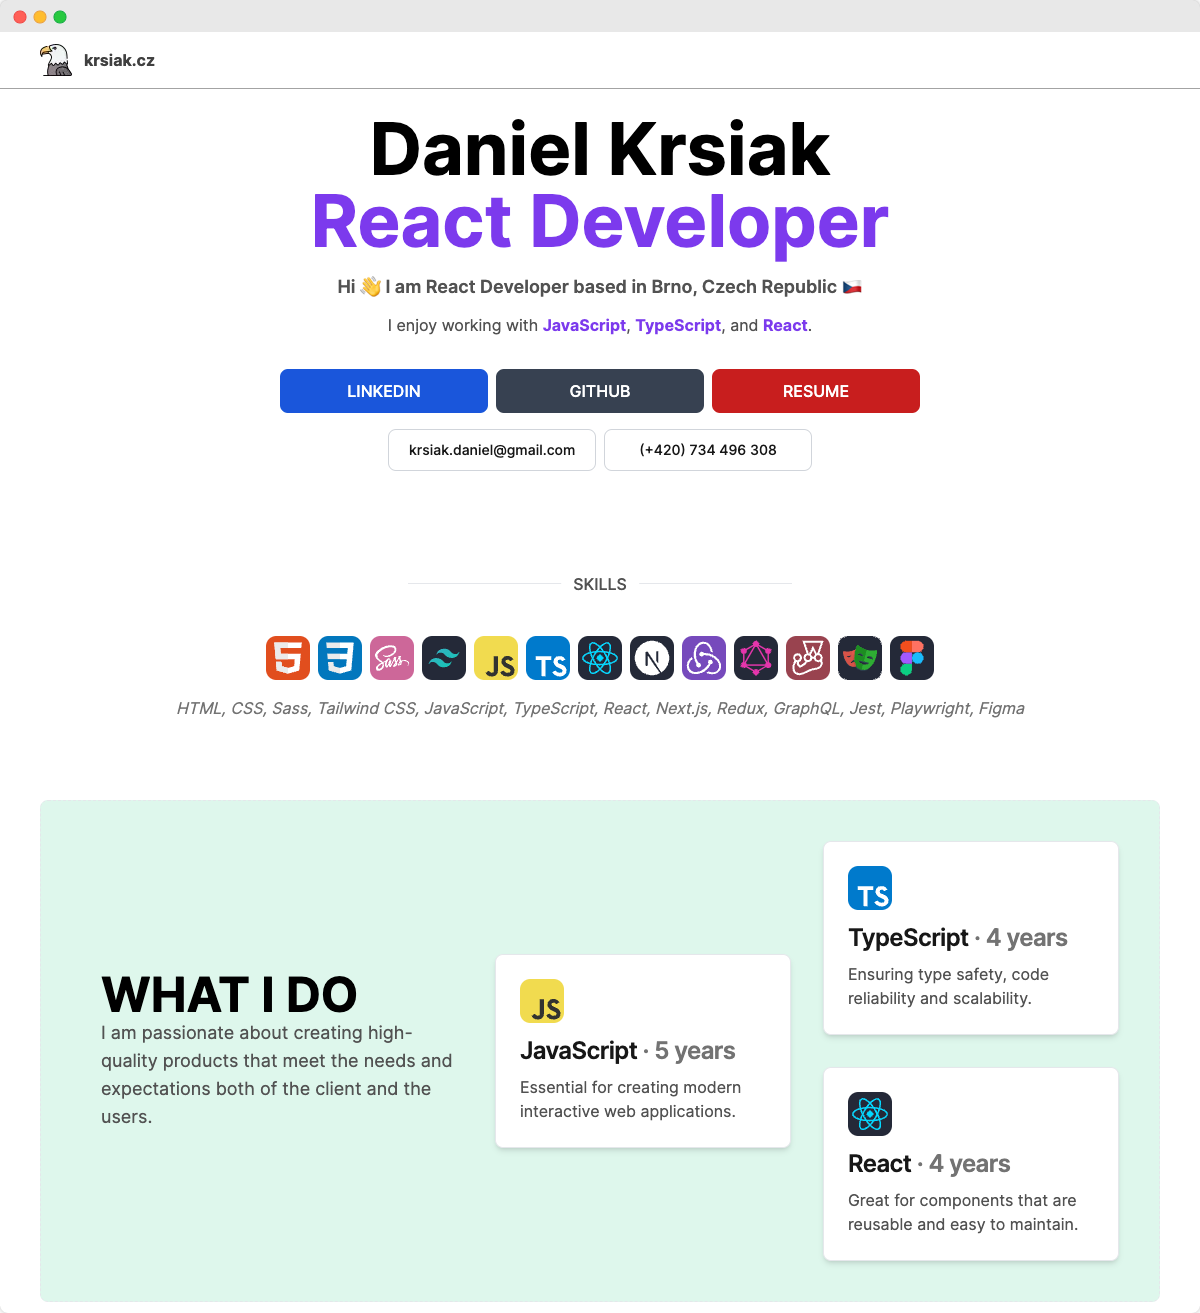 krsiak.cz
Daniel Krsiak
React Developer
Hi 👋 I am React Developer based in Brno, Czech Republic 🇨🇿
I enjoy working with JavaScript, TypeScript, and React.
LINKEDIN
GITHUB
RESUME
krsiak.daniel@gmail.com
(+420) 734 496 308
SKILLS
Sass
JS
TS
N
HTML, CSS, Sass, Tailwind CSS, JavaScript, TypeScript, React, Next.js, Redux, GraphQL, Jest, Playwright, Figma
WHAT I DO
I am passionate about creating high-
quality products that meet the needs and
expectations both of the client and the
users.
JS
JavaScript · 5 years
Essential for creating modern
interactive web applications.
TS
TypeScript · 4 years
Ensuring type safety, code
reliability and scalability.
React · 4 years
Great for components that are
reusable and easy to maintain.